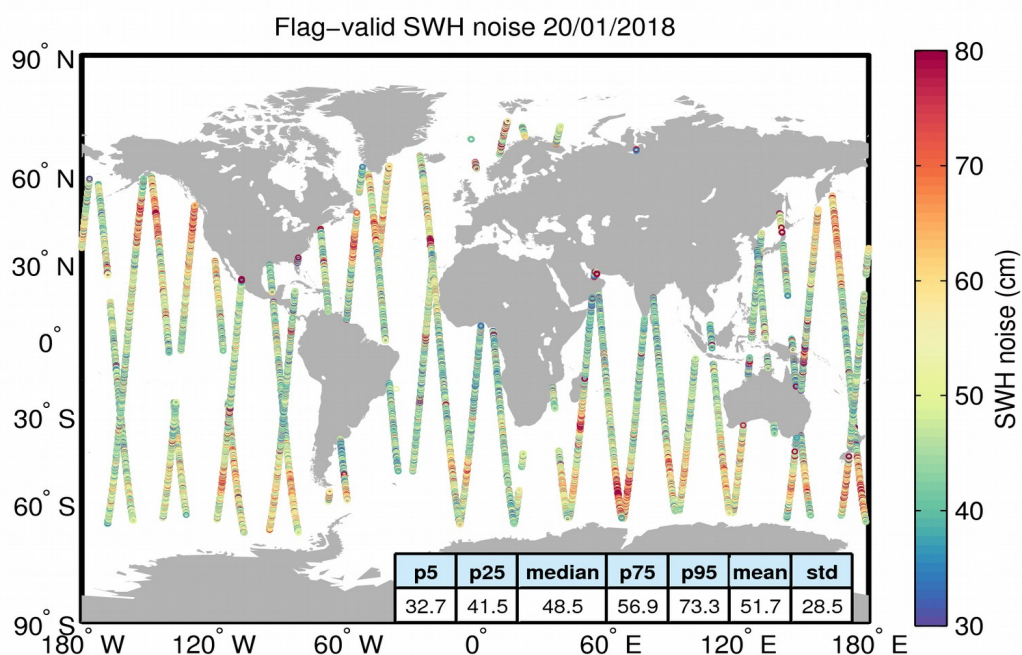 Flag−valid SWH noise 20/01/2018
90° N
60° N
30° N
0°
30° S
60° S
90° S
180° W
120° W
60° W
0°
60° E
120° E
180° E
p5 p25 median p75 p95 mean std
32.7 41.5 48.5 56.9 73.3 51.7 28.5
80
70
60
50
40
30
SWH noise (cm)